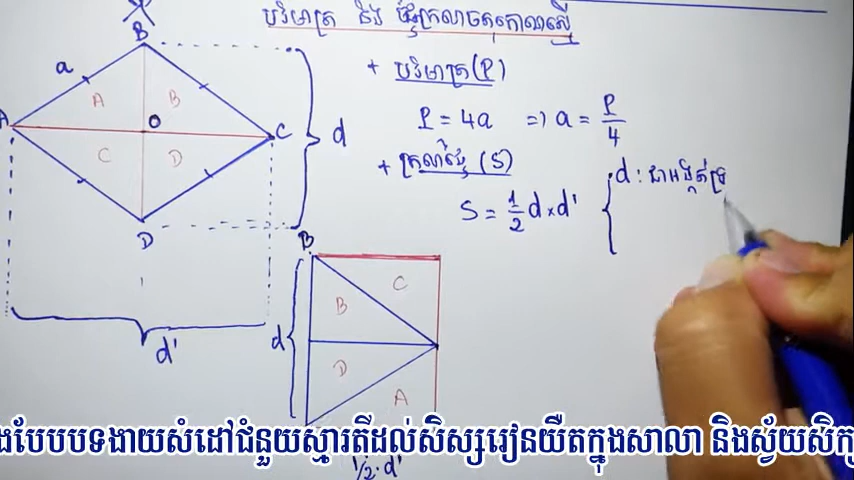 បរិមាត្រ និង ផ្ទៃក្រលាចតុកោណស្មើ
+ បរិមាត្រ (P)
P = 4a => a = P/4
+ ក្រលាផ្ទៃ (S)
S = 1/2 d × d'
d : ជាអង្កត់ទ្រ
B
a
A
B
A
O
C
C
D
D
d
d'
B
C
B
d
D
A
1/2 · d'
ងបែបបទងាយសំដៅជំនួយស្មារតីដល់សិស្សរៀនយឺតក្នុងសាលា និងស្វ័យសិក្ស